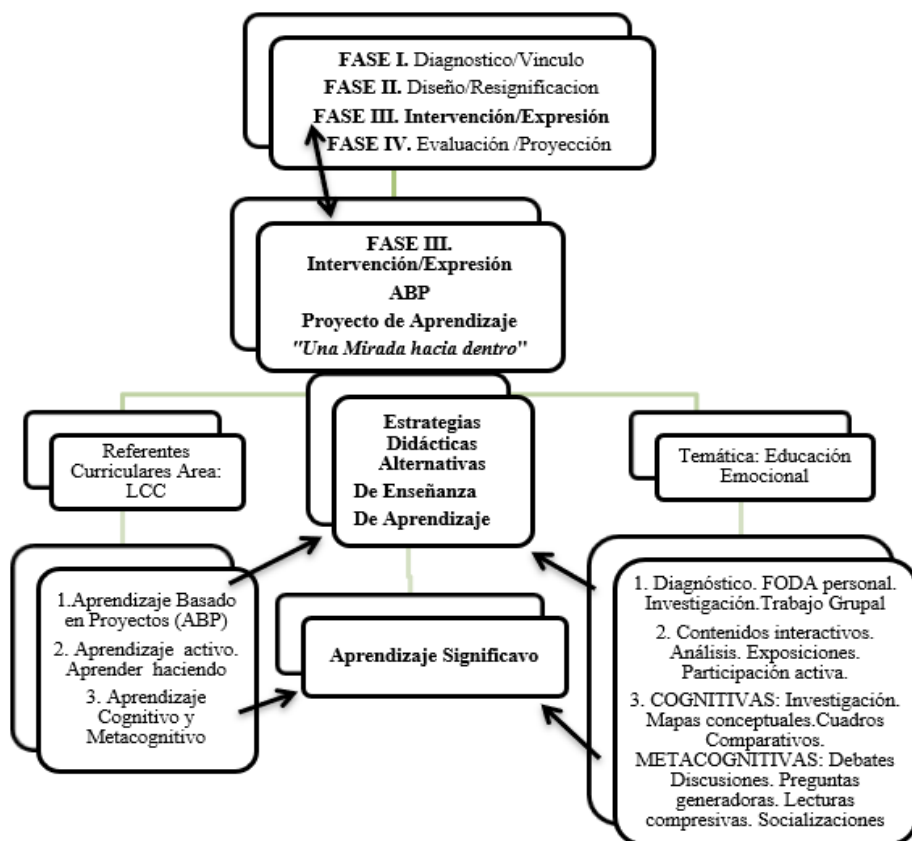 FASE I. Diagnostico/Vinculo
FASE II. Diseño/Resignificacion
FASE III. Intervención/Expresión
FASE IV. Evaluación /Proyección
FASE III.
Intervención/Expresión
ABP
Proyecto de Aprendizaje
"Una Mirada hacia dentro"
Referentes
Curriculares Area:
LCC
Estrategias
Didácticas
Alternativas
De Enseñanza
De Aprendizaje
Temática: Educación
Emocional
1.Aprendizaje Basado
en Proyectos (ABP)
2. Aprendizaje activo.
Aprender haciendo
3. Aprendizaje
Cognitivo y
Metacognitivo
Aprendizaje Significavo
1. Diagnóstico. FODA personal.
Investigación.Trabajo Grupal
2. Contenidos interactivos.
Análisis. Exposiciones.
Participación activa.
3. COGNITIVAS: Investigación.
Mapas conceptuales.Cuadros
Comparativos.
METACOGNITIVAS: Debates
Discusiones. Preguntas
generadoras. Lecturas
compresivas. Socializaciones